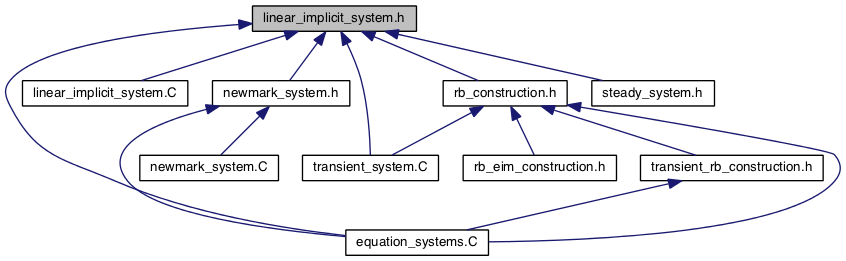 linear_implicit_system.h
linear_implicit_system.C
newmark_system.h
rb_construction.h
steady_system.h
newmark_system.C
transient_system.C
rb_eim_construction.h
transient_rb_construction.h
equation_systems.C